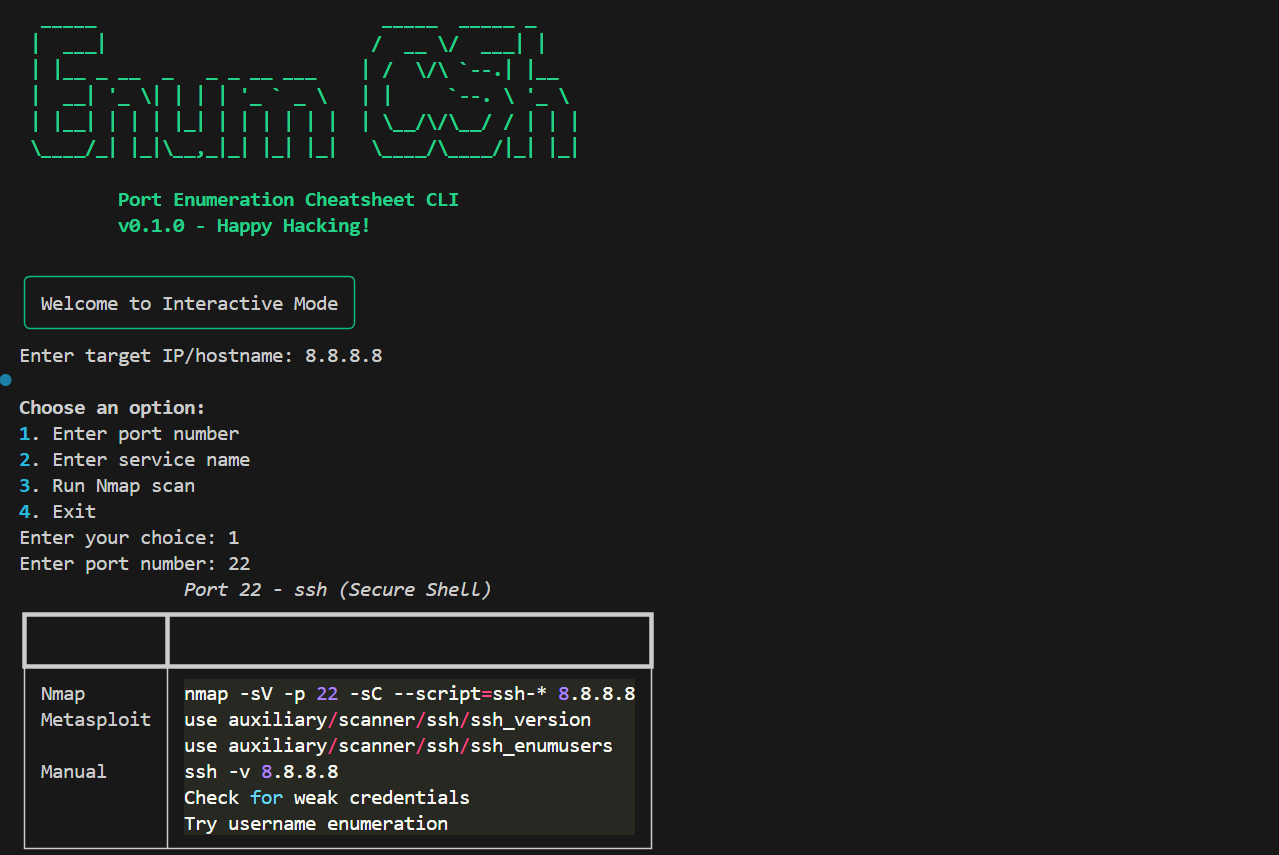 Enum CSh
Port Enumeration Cheatsheet CLI
v0.1.0 - Happy Hacking!
Welcome to Interactive Mode
Enter target IP/hostname: 8.8.8.8
Choose an option:
1. Enter port number
2. Enter service name
3. Run Nmap scan
4. Exit
Enter your choice: 1
Enter port number: 22
Port 22 - ssh (Secure Shell)
Nmap nmap -sV -p 22 -sC --script=ssh-* 8.8.8.8
Metasploit use auxiliary/scanner/ssh/ssh_version
use auxiliary/scanner/ssh/ssh_enumusers
Manual ssh -v 8.8.8.8
Check for weak credentials
Try username enumeration